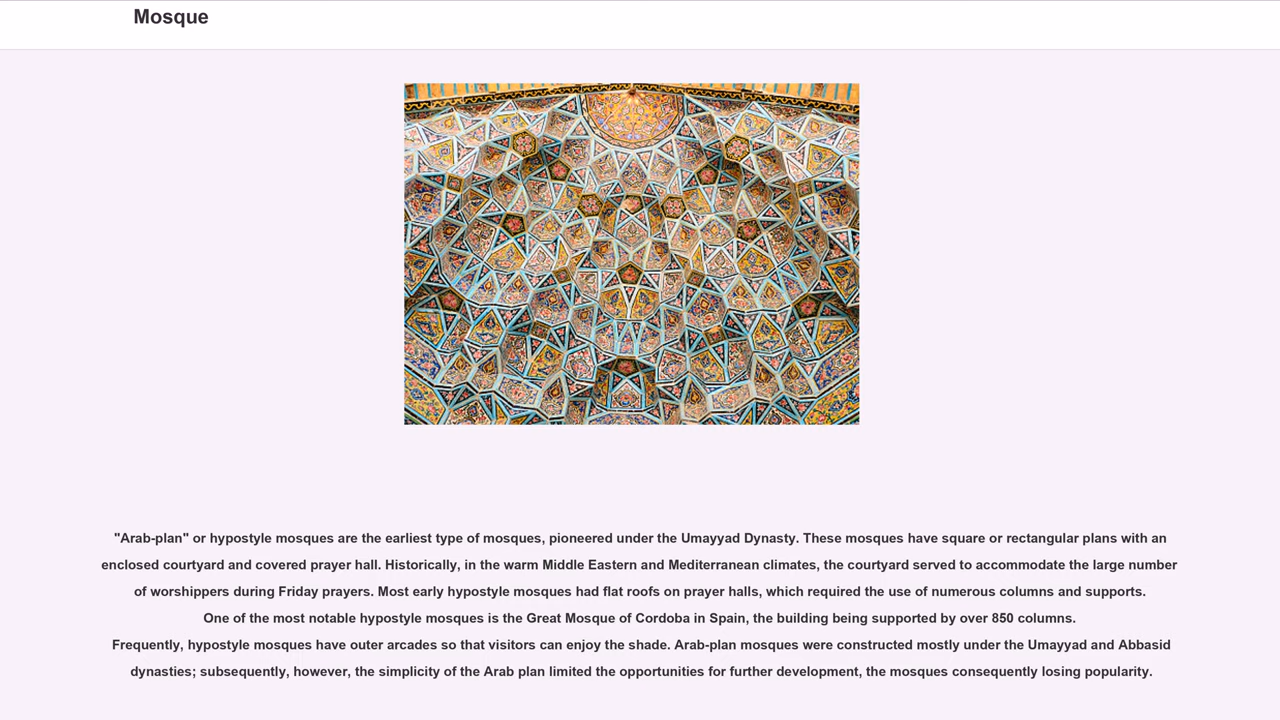 Mosque
"Arab-plan" or hypostyle mosques are the earliest type of mosques, pioneered under the Umayyad Dynasty. These mosques have square or rectangular plans with an
enclosed courtyard and covered prayer hall. Historically, in the warm Middle Eastern and Mediterranean climates, the courtyard served to accommodate the large number
of worshippers during Friday prayers. Most early hypostyle mosques had flat roofs on prayer halls, which required the use of numerous columns and supports.
One of the most notable hypostyle mosques is the Great Mosque of Cordoba in Spain, the building being supported by over 850 columns.
Frequently, hypostyle mosques have outer arcades so that visitors can enjoy the shade. Arab-plan mosques were constructed mostly under the Umayyad and Abbasid
dynasties; subsequently, however, the simplicity of the Arab plan limited the opportunities for further development, the mosques consequently losing popularity.